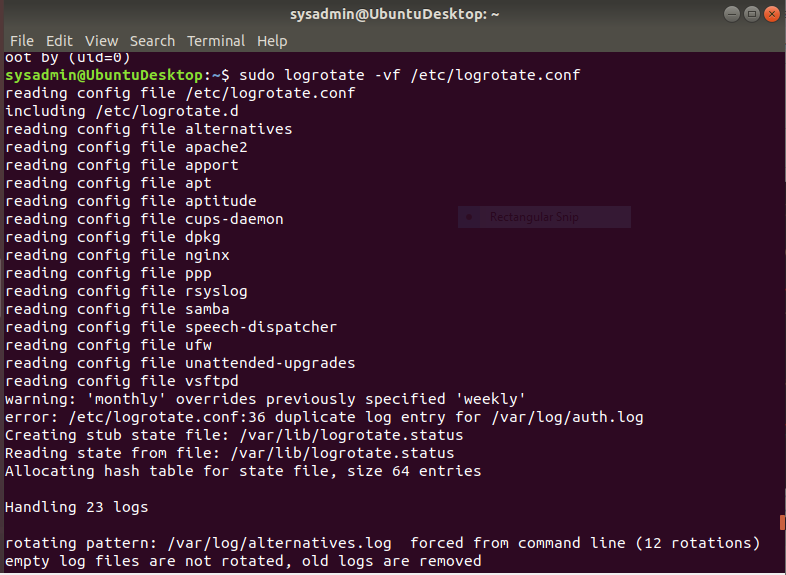 sysadmin@UbuntuDesktop: ~
File Edit View Search Terminal Help
oot by (uid=0)
sysadmin@UbuntuDesktop:~$ sudo logrotate -vf /etc/logrotate.conf
reading config file /etc/logrotate.conf
including /etc/logrotate.d
reading config file alternatives
reading config file apache2
reading config file apport
reading config file apt
reading config file aptitude
reading config file cups-daemon
reading config file dpkg
reading config file nginx
reading config file ppp
reading config file rsyslog
reading config file samba
reading config file speech-dispatcher
reading config file ufw
reading config file unattended-upgrades
reading config file vsftpd
Rectangular Snip
warning: 'monthly' overrides previously specified 'weekly'
error: /etc/logrotate.conf:36 duplicate log entry for /var/log/auth.log
Creating stub state file: /var/lib/logrotate.status
Reading state from file: /var/lib/logrotate.status
Allocating hash table for state file, size 64 entries
Handling 23 logs
rotating pattern: /var/log/alternatives.log  forced from command line (12 rotations)
empty log files are not rotated, old logs are removed